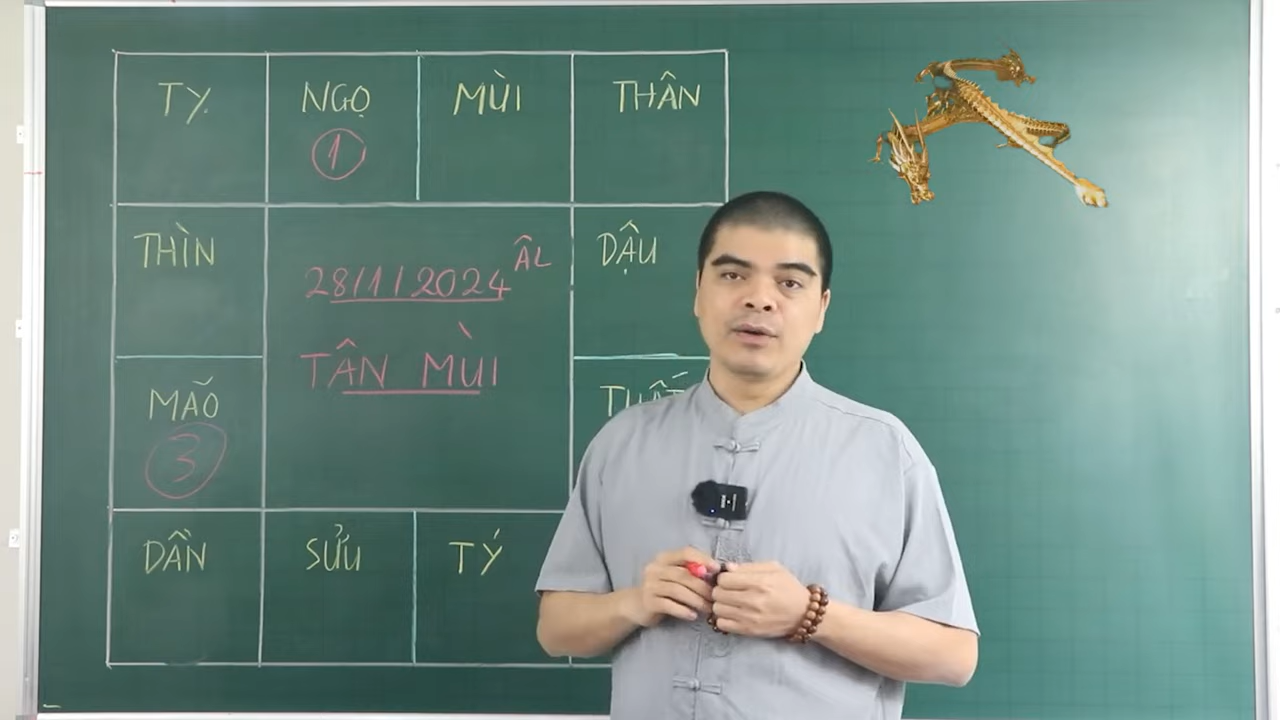 TỴ NGỌ MÙI THÂN
1
THÌN DẬU
28/1/2024 ÂL
TÂN MÙI
MÃO
3
DẦN SỬU TÝ